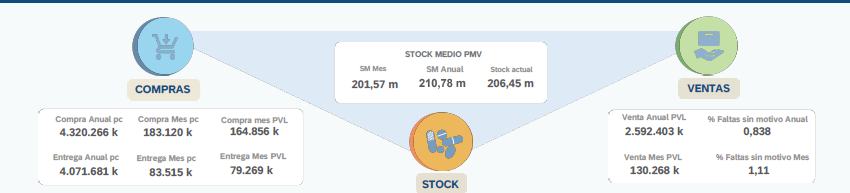 STOCK MEDIO PMV
SM Mes SM Anual Stock actual
201,57 m 210,78 m 206,45 m
COMPRAS
VENTAS
Compra Anual pc Compra Mes pc Compra mes PVL
4.320.266 k 183.120 k 164.856 k
Entrega Anual pc Entrega Mes pc Entrega Mes PVL
4.071.681 k 83.515 k 79.269 k
Venta Anual PVL % Faltas sin motivo Anual
2.592.403 k 0,838
Venta Mes PVL % Faltas sin motivo Mes
130.268 k 1,11
STOCK